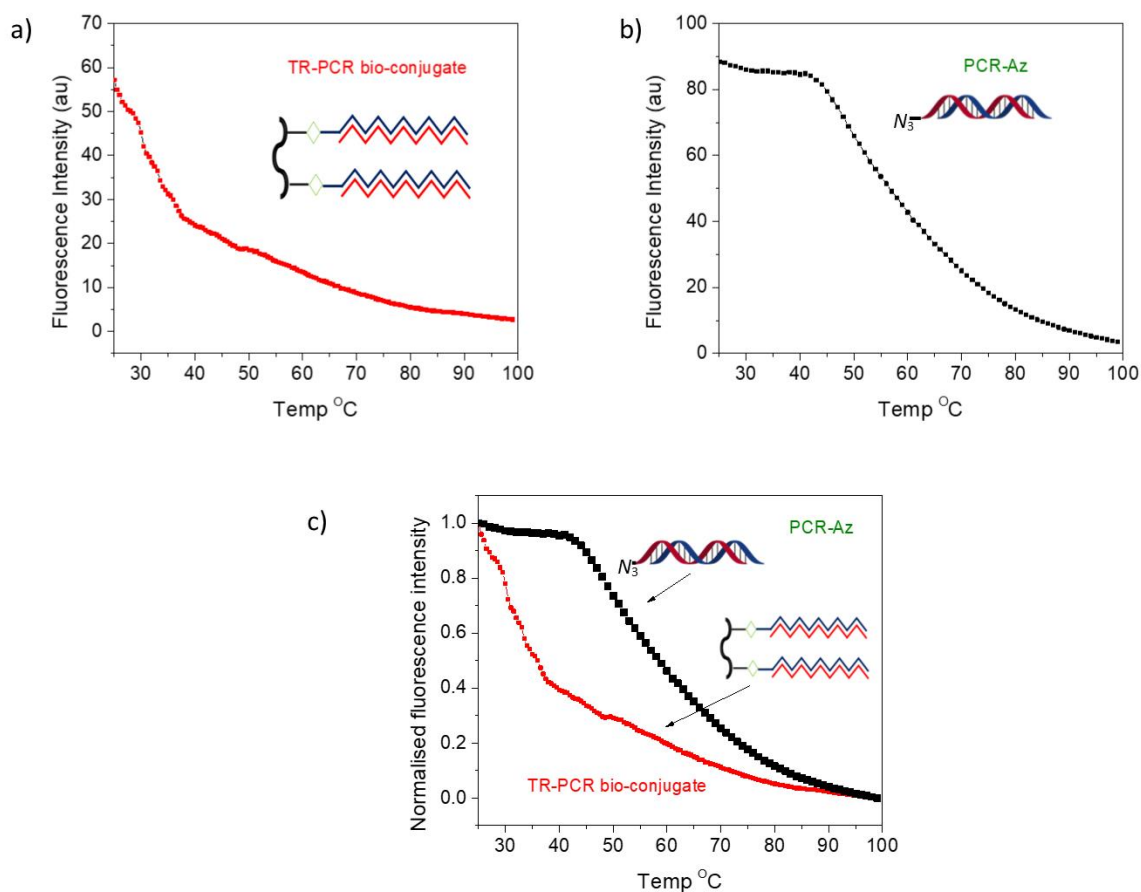 a)
Fluorescence Intensity (au)
70
60
50
40
30
20
10
0
TR-PCR bio-conjugate
30 40 50 60 70 80 90 100
Temp °C
b)
Fluorescence Intensity (au)
100
80
60
40
20
0
PCR-Az
N3
30 40 50 60 70 80 90 100
Temp °C
c)
Normalised fluorescence intensity
1.0
0.8
0.6
0.4
0.2
0.0
PCR-Az
N3
TR-PCR bio-conjugate
30 40 50 60 70 80 90 100
Temp °C